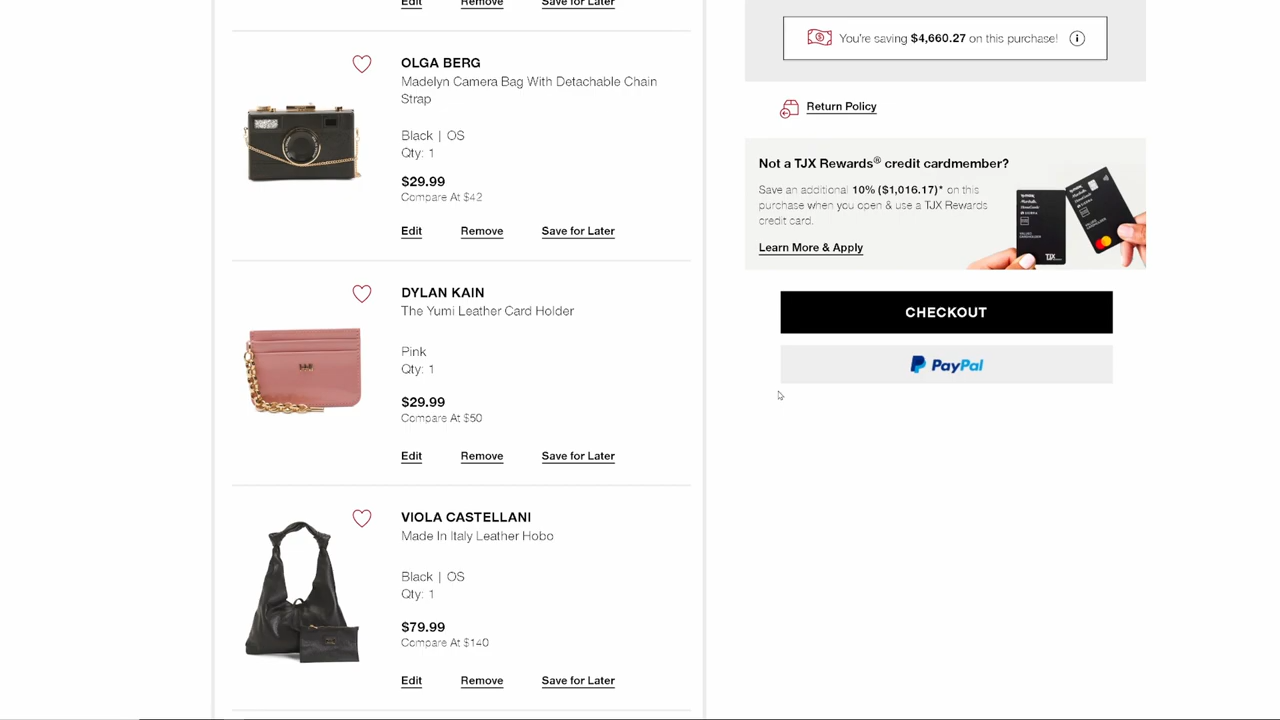 Edit Remove Save for Later
OLGA BERG
Madelyn Camera Bag With Detachable Chain
Strap
Black | OS
Qty: 1
$29.99
Compare At $42
Edit Remove Save for Later
DYLAN KAIN
The Yumi Leather Card Holder
Pink
Qty: 1
$29.99
Compare At $50
Edit Remove Save for Later
VIOLA CASTELLANI
Made In Italy Leather Hobo
Black | OS
Qty: 1
$79.99
Compare At $140
Edit Remove Save for Later
You're saving $4,660.27 on this purchase!
Return Policy
Not a TJX Rewards® credit cardmember?
Save an additional 10% ($1,016.17)* on this
purchase when you open & use a TJX Rewards
credit card.
Learn More & Apply
TJX
CHECKOUT
PayPal